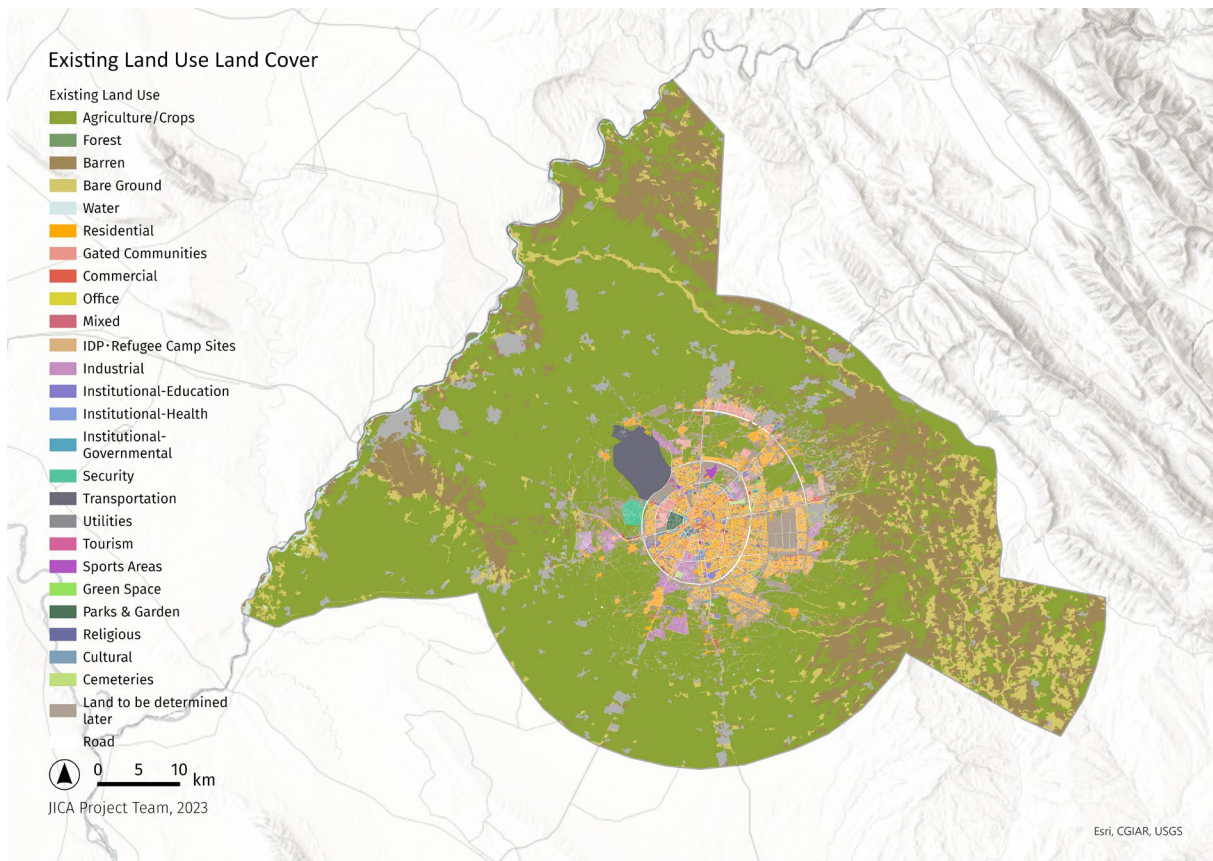 Existing Land Use Land Cover
Existing Land Use
Agriculture/Crops
Forest
Barren
Bare Ground
Water
Residential
Gated Communities
Commercial
Office
Mixed
IDP・Refugee Camp Sites
Industrial
Institutional-Education
Institutional-Health
Institutional-
Governmental
Security
Transportation
Utilities
Tourism
Sports Areas
Green Space
Parks & Garden
Religious
Cultural
Cemeteries
Land to be determined
later
Road
0 5 10 km
JICA Project Team, 2023
Esri, CGIAR, USGS